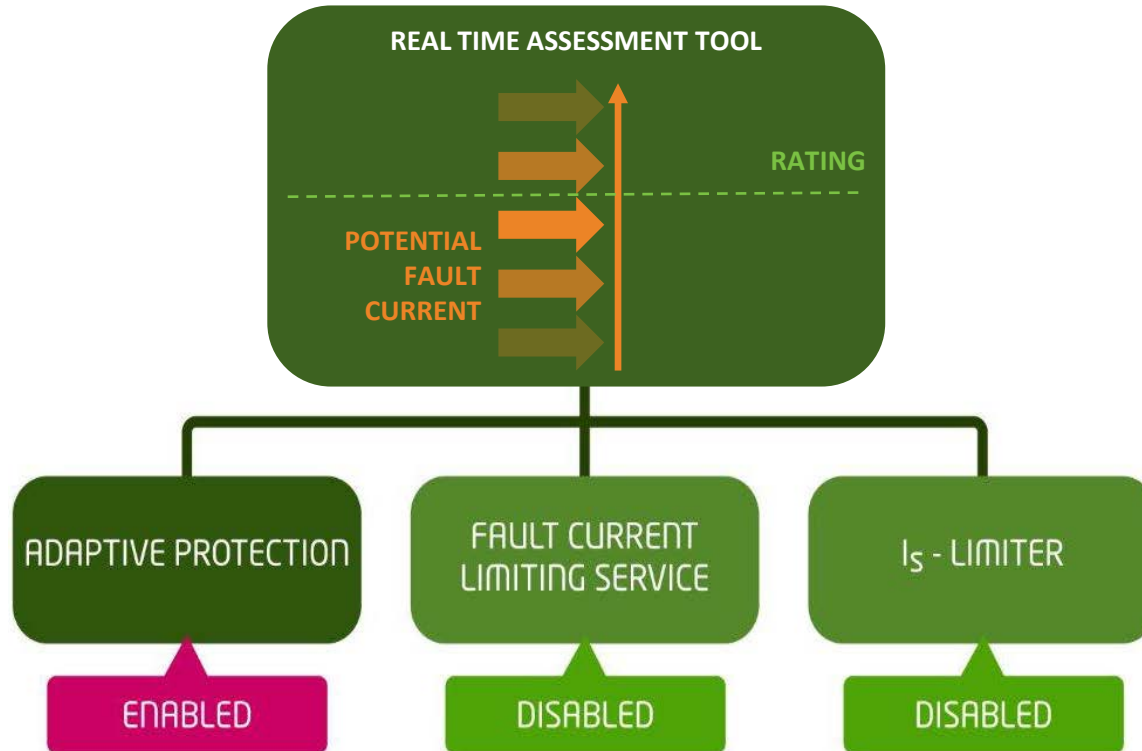 REAL TIME ASSESSMENT TOOL
RATING
POTENTIAL
FAULT
CURRENT
ADAPTIVE PROTECTION
FAULT CURRENT
LIMITING SERVICE
Is - LIMITER
ENABLED
DISABLED
DISABLED